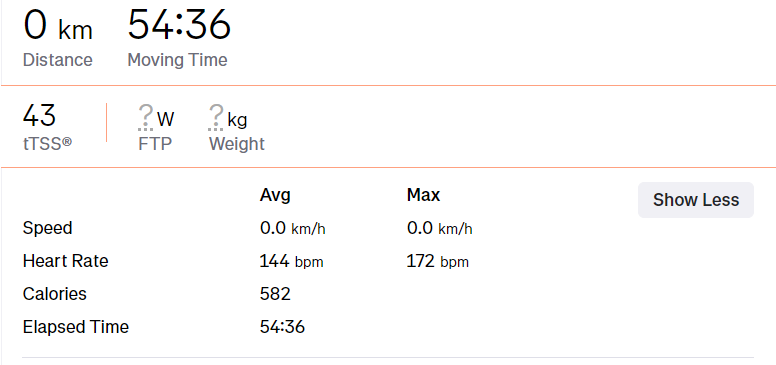 0 km 54:36
Distance Moving Time
43 ? W ? kg
tTSS® FTP Weight
Avg Max Show Less
Speed 0.0 km/h 0.0 km/h
Heart Rate 144 bpm 172 bpm
Calories 582
Elapsed Time 54:36